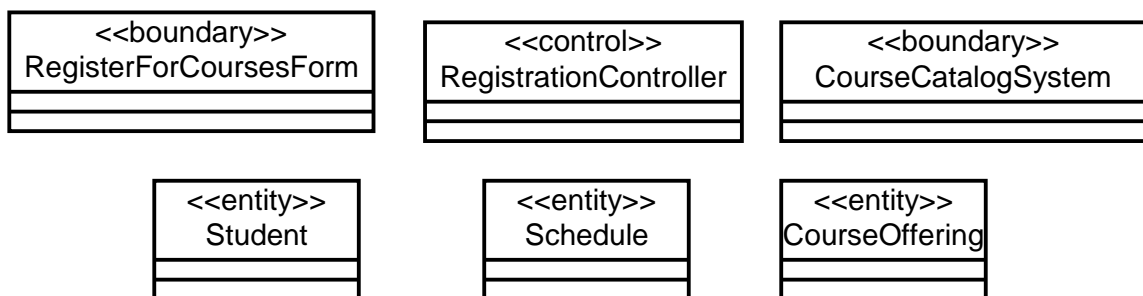 <<boundary>>
RegisterForCoursesForm
<<control>>
RegistrationController
<<boundary>>
CourseCatalogSystem
<<entity>>
Student
<<entity>>
Schedule
<<entity>>
CourseOffering